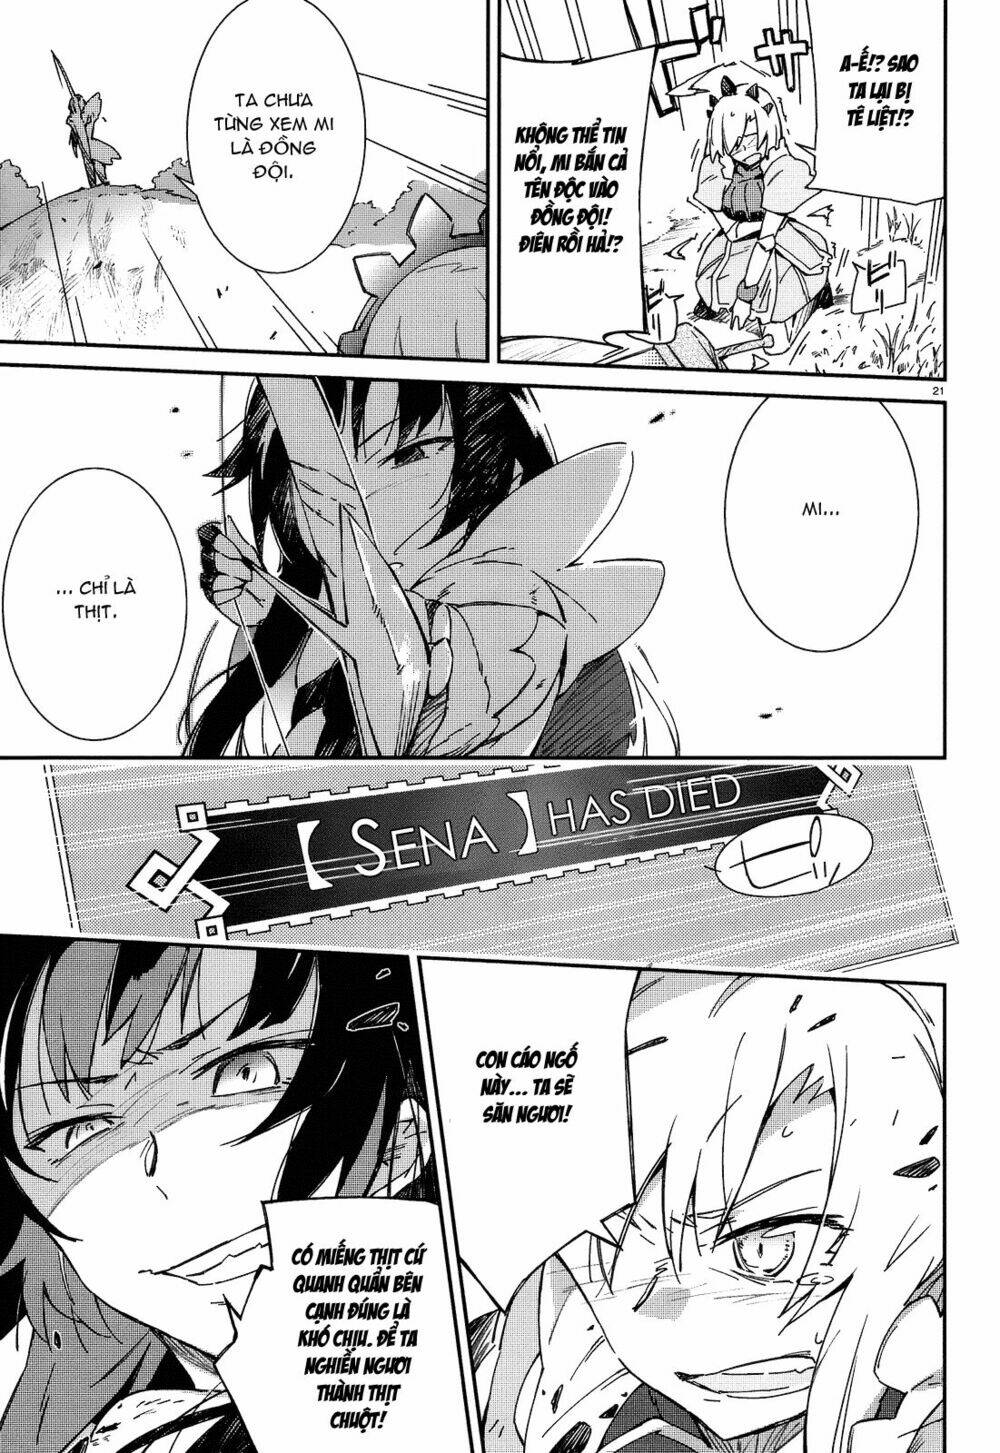 A-Ế!? SAO
TA LẠI BỊ
TÊ LIỆT!?
KHÔNG THỂ TIN
NỔI, MI BẮN CẢ
TÊN ĐỘC VÀO
ĐỒNG ĐỘI!
ĐIÊN RỒI HẢ!?
TA CHƯA
TỪNG XEM MI
LÀ ĐỒNG
ĐỘI.
21
MI...
... CHỈ LÀ
THỊT.
【SENA】HAS DIED
CON CÁO NGỐ
NÀY... TA SẼ
SĂN NGƯƠI!
CÓ MIẾNG THỊT CỨ
QUANH QUẨN BÊN
CẠNH ĐÚNG LÀ
KHÓ CHỊU. ĐỂ TA
NGHIỀN NGƯƠI
THÀNH THỊT
CHUỘT!